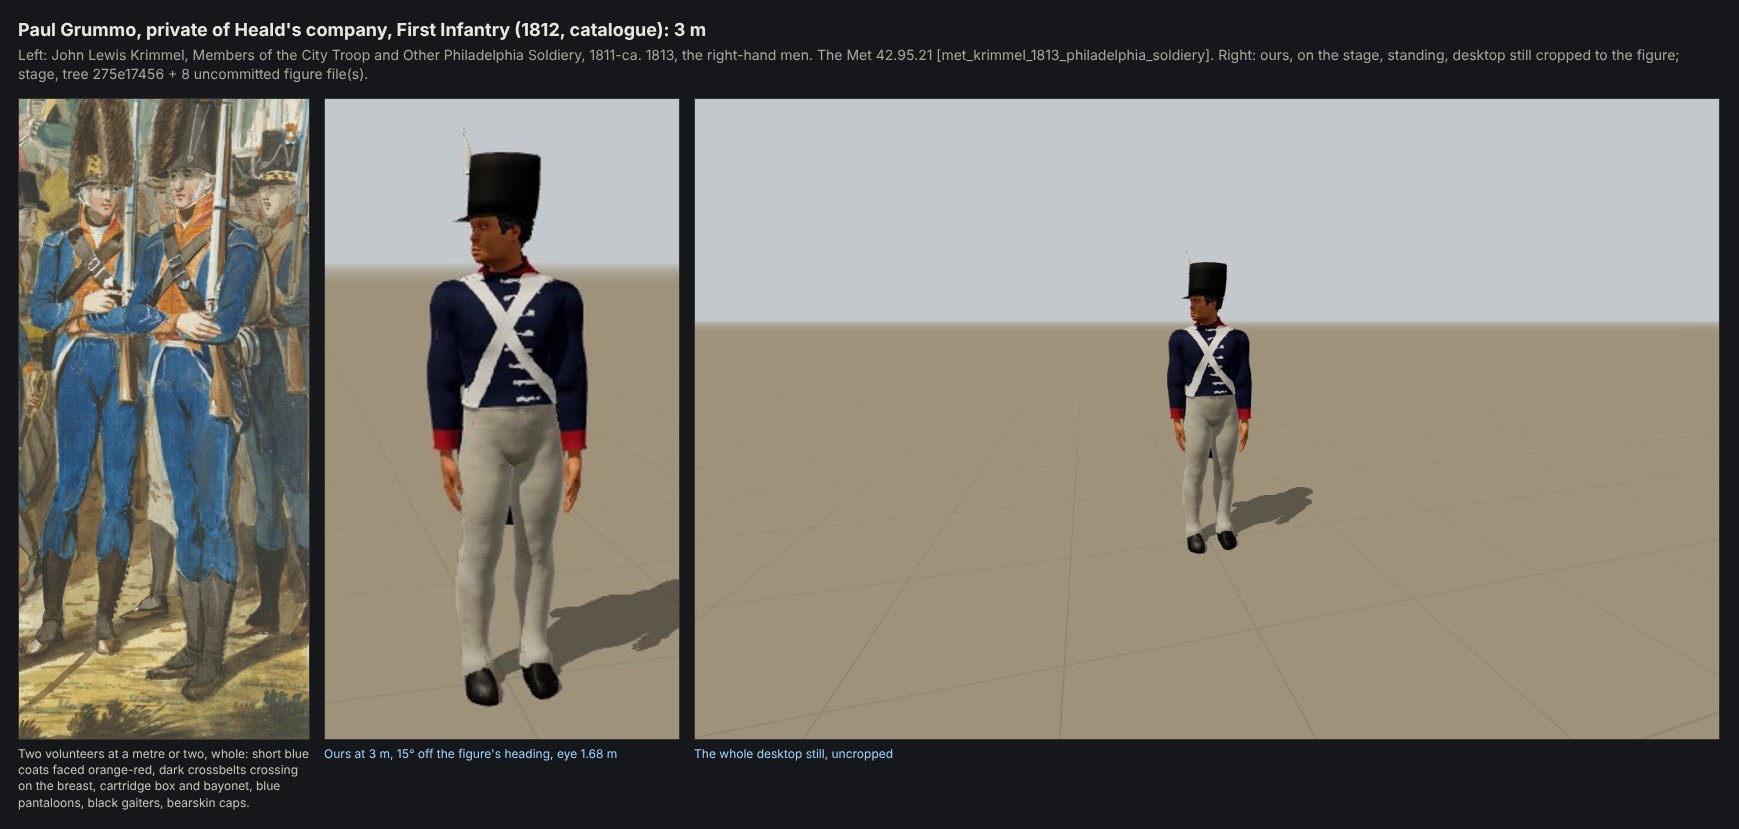 Paul Grummo, private of Heald's company, First Infantry (1812, catalogue): 3 m
Left: John Lewis Krimmel, Members of the City Troop and Other Philadelphia Soldiery, 1811-ca. 1813, the right-hand men. The Met 42.95.21 [met_krimmel_1813_philadelphia_soldiery]. Right: ours, on the stage, standing, desktop still cropped to the figure;
stage, tree 275e17456 + 8 uncommitted figure file(s).
Two volunteers at a metre or two, whole: short blue
coats faced orange-red, dark crossbelts crossing
on the breast, cartridge box and bayonet, blue
pantaloons, black gaiters, bearskin caps.
Ours at 3 m, 15° off the figure's heading, eye 1.68 m
The whole desktop still, uncropped